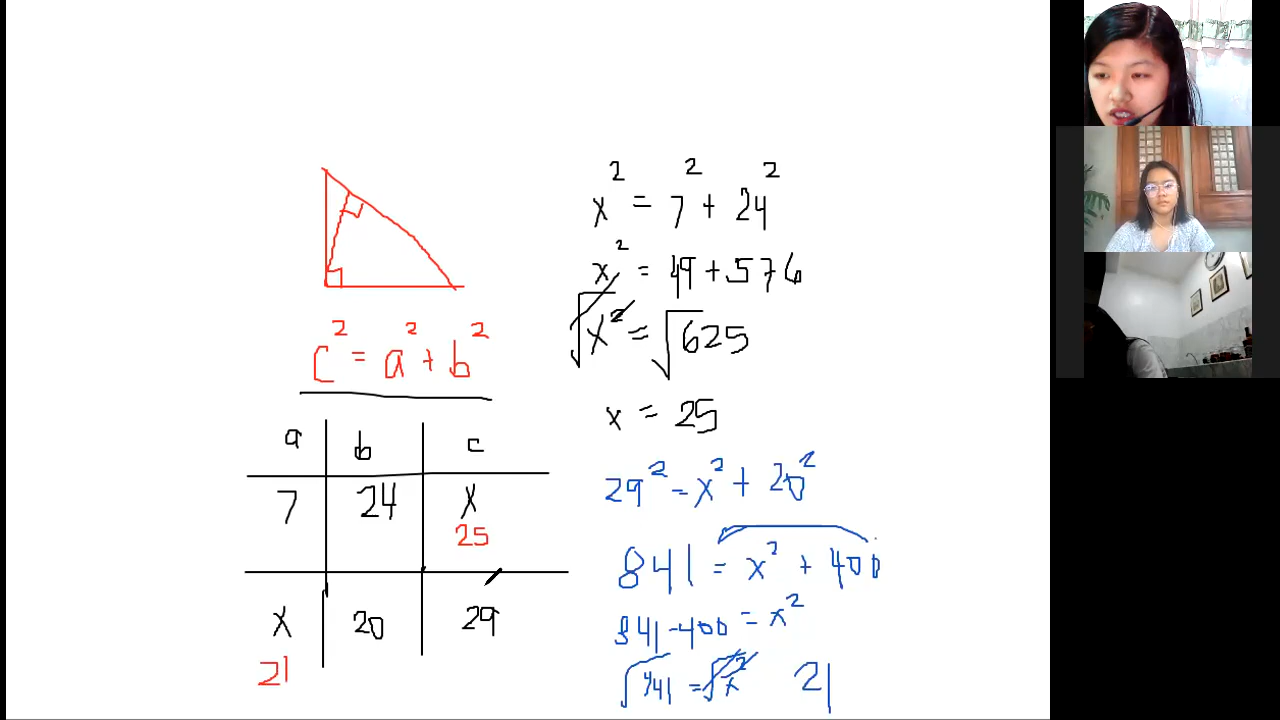 c² = a² + b²
a b c
7 24 x
25
x 20 29
21
x² = 7² + 24²
x² = 49 + 576
√x² = √625
x = 25
29² = x² + 20²
841 = x² + 400
841 - 400 = x²
√441 = √x² 21